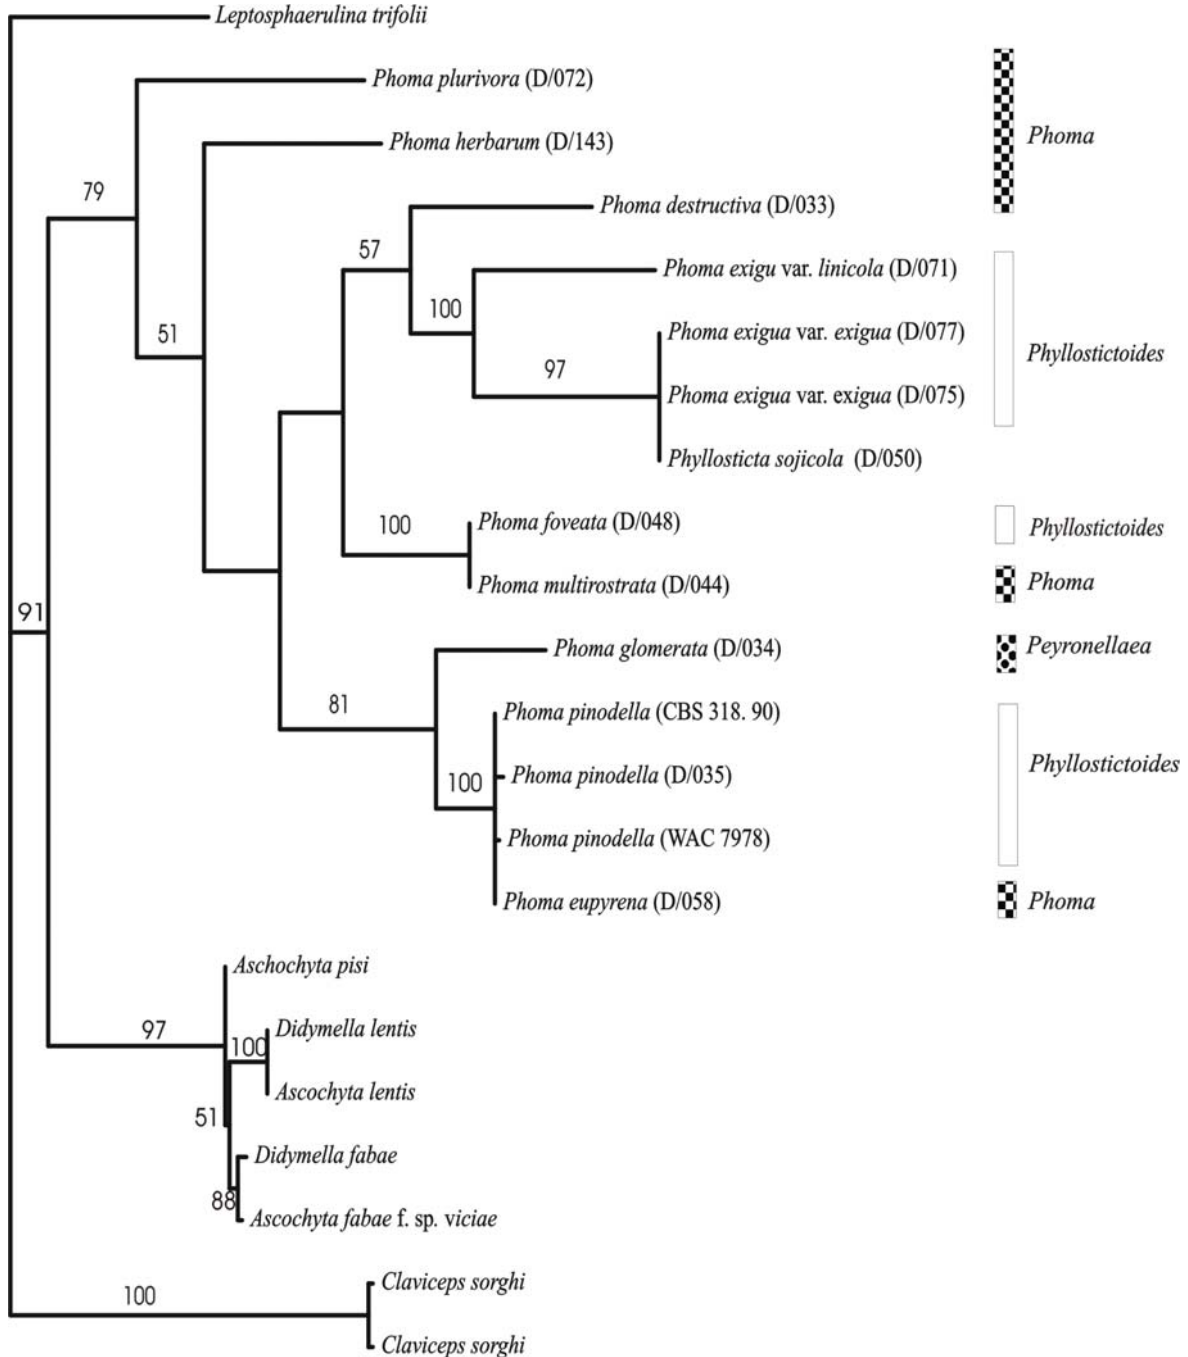 Leptosphaerulina trifolii
Phoma plurivora (D/072)
Phoma
Phoma herbarum (D/143)
79
Phoma destructiva (D/033)
57
Phoma exigu var. linicola (D/071)
100
51
Phoma exigua var. exigua (D/077)
Phyllostictoides
97
Phoma exigua var. exigua (D/075)
Phyllosticta sojicola (D/050)
Phoma foveata (D/048)
100
Phyllostictoides
Phoma multirostrata (D/044)
Phoma
91
Phoma glomerata (D/034)
Peyronellaea
81
Phoma pinodella (CBS 318. 90)
Phoma pinodella (D/035)
Phyllostictoides
100
Phoma pinodella (WAC 7978)
Phoma eupyrena (D/058)
Phoma
Aschochyta pisi
97
Didymella lentis
100
Ascochyta lentis
51
Didymella fabae
88
Ascochyta fabae f. sp. viciae
Claviceps sorghi
100
Claviceps sorghi